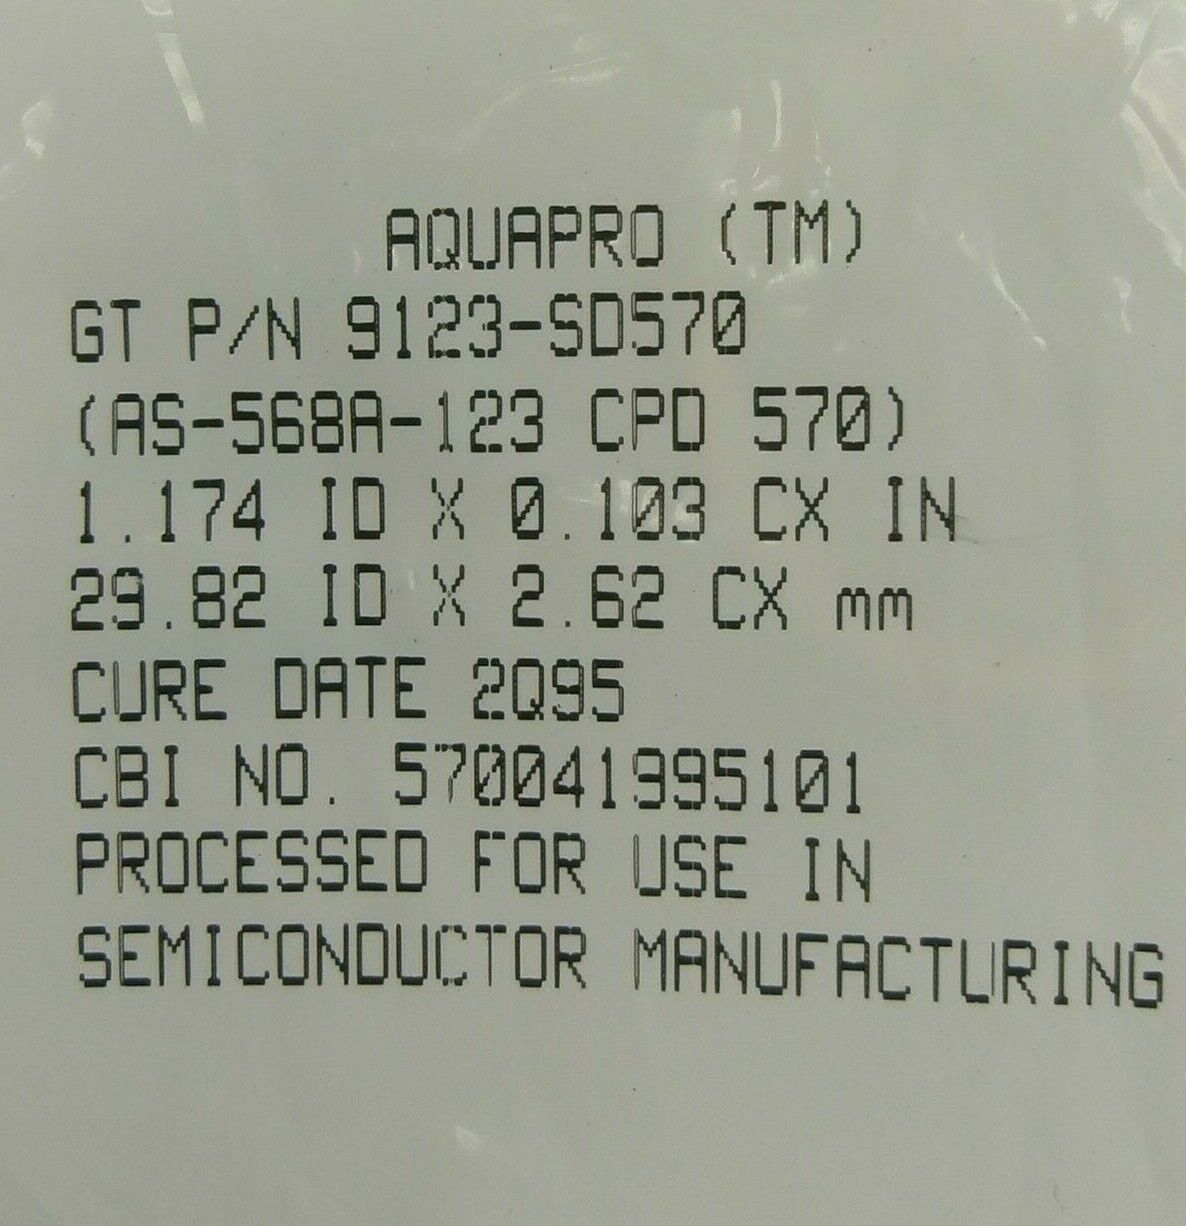 AQUAPRO (TM)
GT P/N 9123-SD570
(AS-568A-123 CPD 570)
1.174 ID X 0.103 CX IN
29.82 ID X 2.62 CX mm
CURE DATE 2Q95
CBI NO. 570041995101
PROCESSED FOR USE IN
SEMICONDUCTOR MANUFACTURING